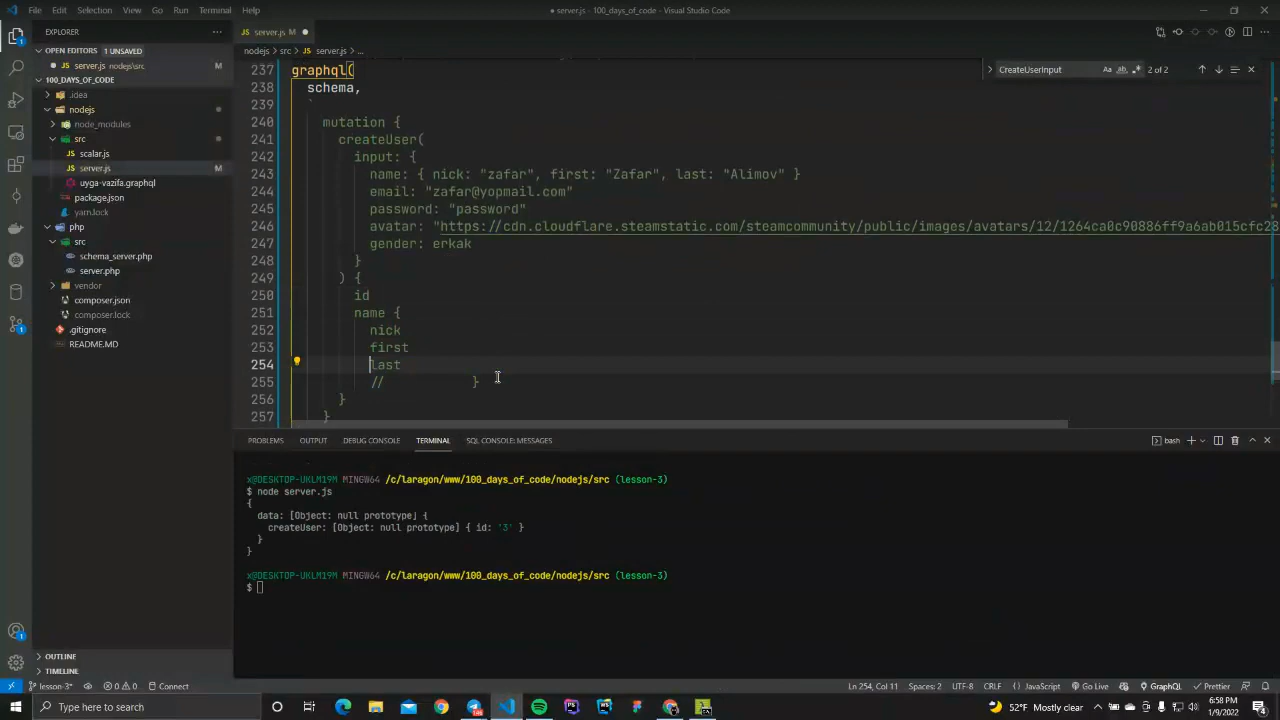 File Edit Selection View Go Run Terminal Help
● server.js - 100_days_of_code - Visual Studio Code
EXPLORER
OPEN EDITORS 1 UNSAVED
● server.js nodejs\src M
100_DAYS_OF_CODE
.idea
nodejs
node_modules
src
scalar.js
server.js M
uyga-vazifa.graphql
package.json
yarn.lock
php
src
schema_server.php
server.php
vendor
composer.json
composer.lock
.gitignore
README.MD
OUTLINE
TIMELINE
server.js M ●
nodejs > src > server.js > ...
CreateUserInput Aa ab 2 of 2
237 graphql(
238 schema,
239 `
240 mutation {
241 createUser(
242 input: {
243 name: { nick: "zafar", first: "Zafar", last: "Alimov" }
244 email: "zafar@yopmail.com"
245 password: "password"
246 avatar: "https://cdn.cloudflare.steamstatic.com/steamcommunity/public/images/avatars/12/1264ca0c90886ff9a6ab015cfc28
247 gender: erkak
248 }
249 ) {
250 id
251 name {
252 nick
253 first
254 last
255 // }
256 }
257 }
PROBLEMS OUTPUT DEBUG CONSOLE TERMINAL SQL CONSOLE: MESSAGES
bash
x@DESKTOP-UKLM19M MINGW64 /c/laragon/www/100_days_of_code/nodejs/src (lesson-3)
$ node server.js
{
data: [Object: null prototype] {
createUser: [Object: null prototype] { id: '3' }
}
}
x@DESKTOP-UKLM19M MINGW64 /c/laragon/www/100_days_of_code/nodejs/src (lesson-3)
$
lesson-3* 0 0 Connect
Ln 254, Col 11 Spaces: 2 UTF-8 CRLF JavaScript Go Live GraphQL Prettier
Type here to search
52°F Mostly clear
6:58 PM
1/9/2022